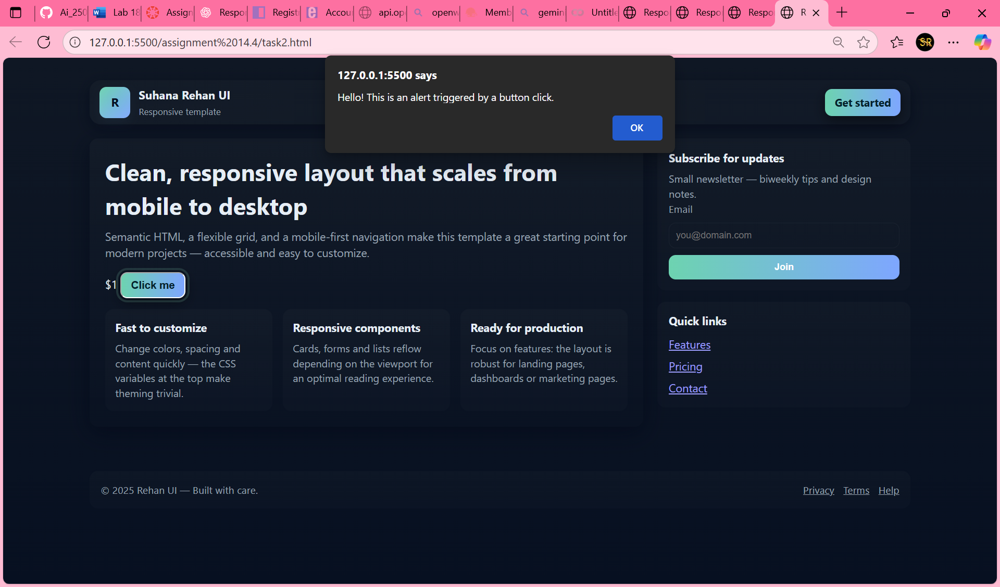 Ai_250
Lab 18
Assign
Respo
Regist
Accou
api.op
openw
Memb
gemin
Untitle
Respo
Respo
Respo
R
127.0.0.1:5500/assignment%2014.4/task2.html
SR
127.0.0.1:5500 says
Hello! This is an alert triggered by a button click.
OK
R
Suhana Rehan UI
Responsive template
Get started
Clean, responsive layout that scales from
mobile to desktop
Semantic HTML, a flexible grid, and a mobile-first navigation make this template a great starting point for
modern projects — accessible and easy to customize.
$1 Click me
Fast to customize
Change colors, spacing and
content quickly — the CSS
variables at the top make
theming trivial.
Responsive components
Cards, forms and lists reflow
depending on the viewport for
an optimal reading experience.
Ready for production
Focus on features: the layout is
robust for landing pages,
dashboards or marketing pages.
Subscribe for updates
Small newsletter — biweekly tips and design
notes.
Email
you@domain.com
Join
Quick links
Features
Pricing
Contact
© 2025 Rehan UI — Built with care.
Privacy Terms Help